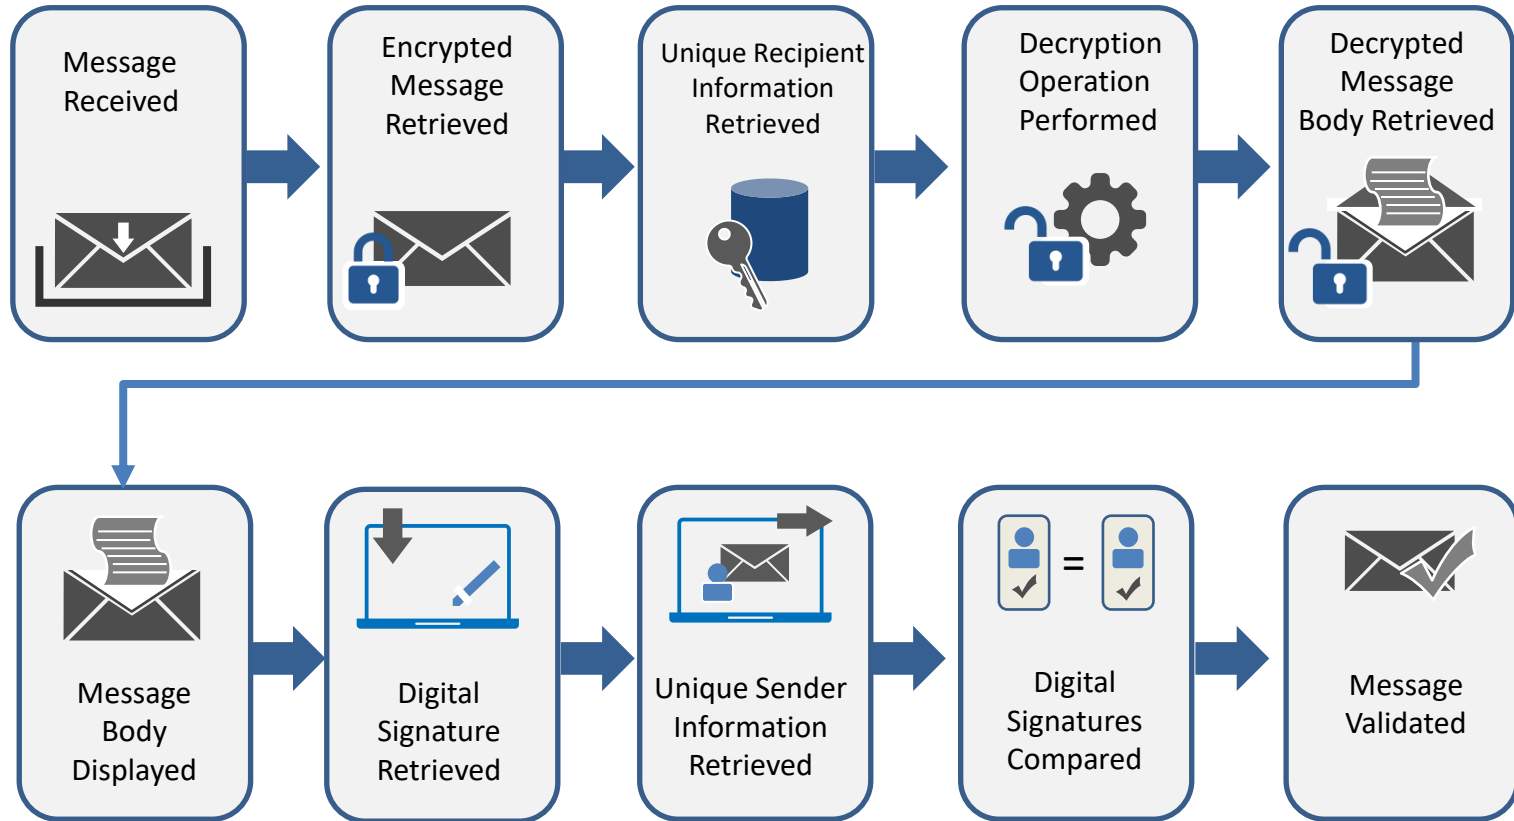 Message
Received
Encrypted
Message
Retrieved
Unique Recipient
Information
Retrieved
Decryption
Operation
Performed
Decrypted
Message
Body Retrieved
Message
Body
Displayed
Digital
Signature
Retrieved
Unique Sender
Information
Retrieved
=
Digital
Signatures
Compared
Message
Validated